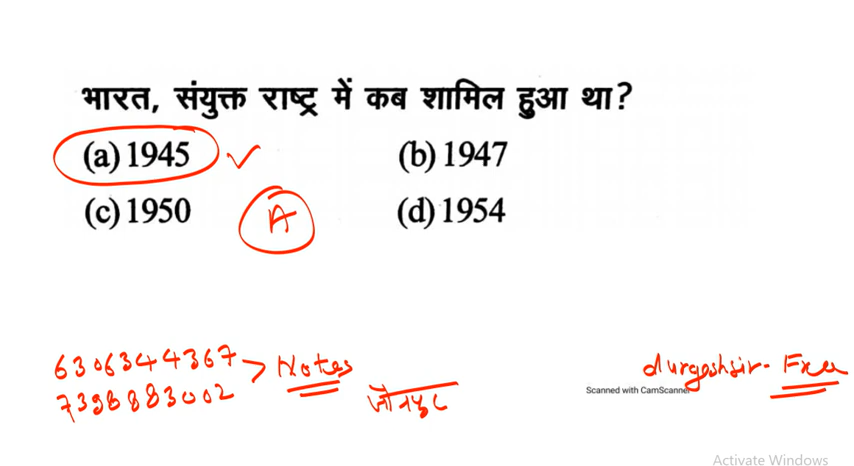 भारत, संयुक्त राष्ट्र में कब शामिल हुआ था?
(a) 1945 (b) 1947
(c) 1950 A (d) 1954
6306344367 > Notes
7398883002
durgeshsir - Free
Scanned with CamScanner
Activate Windows